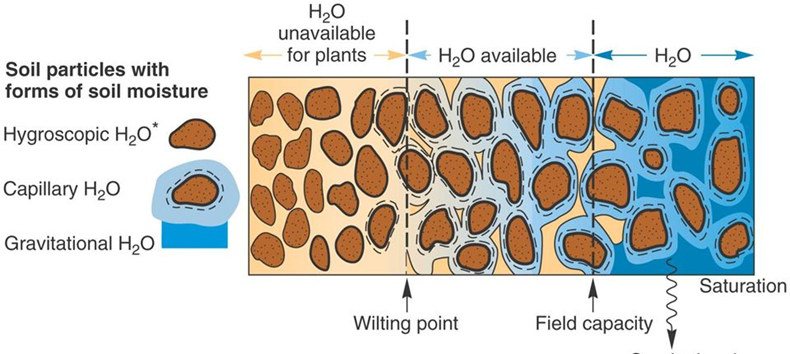 H₂O
unavailable
for plants
H₂O available
H₂O
Soil particles with
forms of soil moisture
Hygroscopic H₂O*
Capillary H₂O
Gravitational H₂O
Saturation
Wilting point
Field capacity